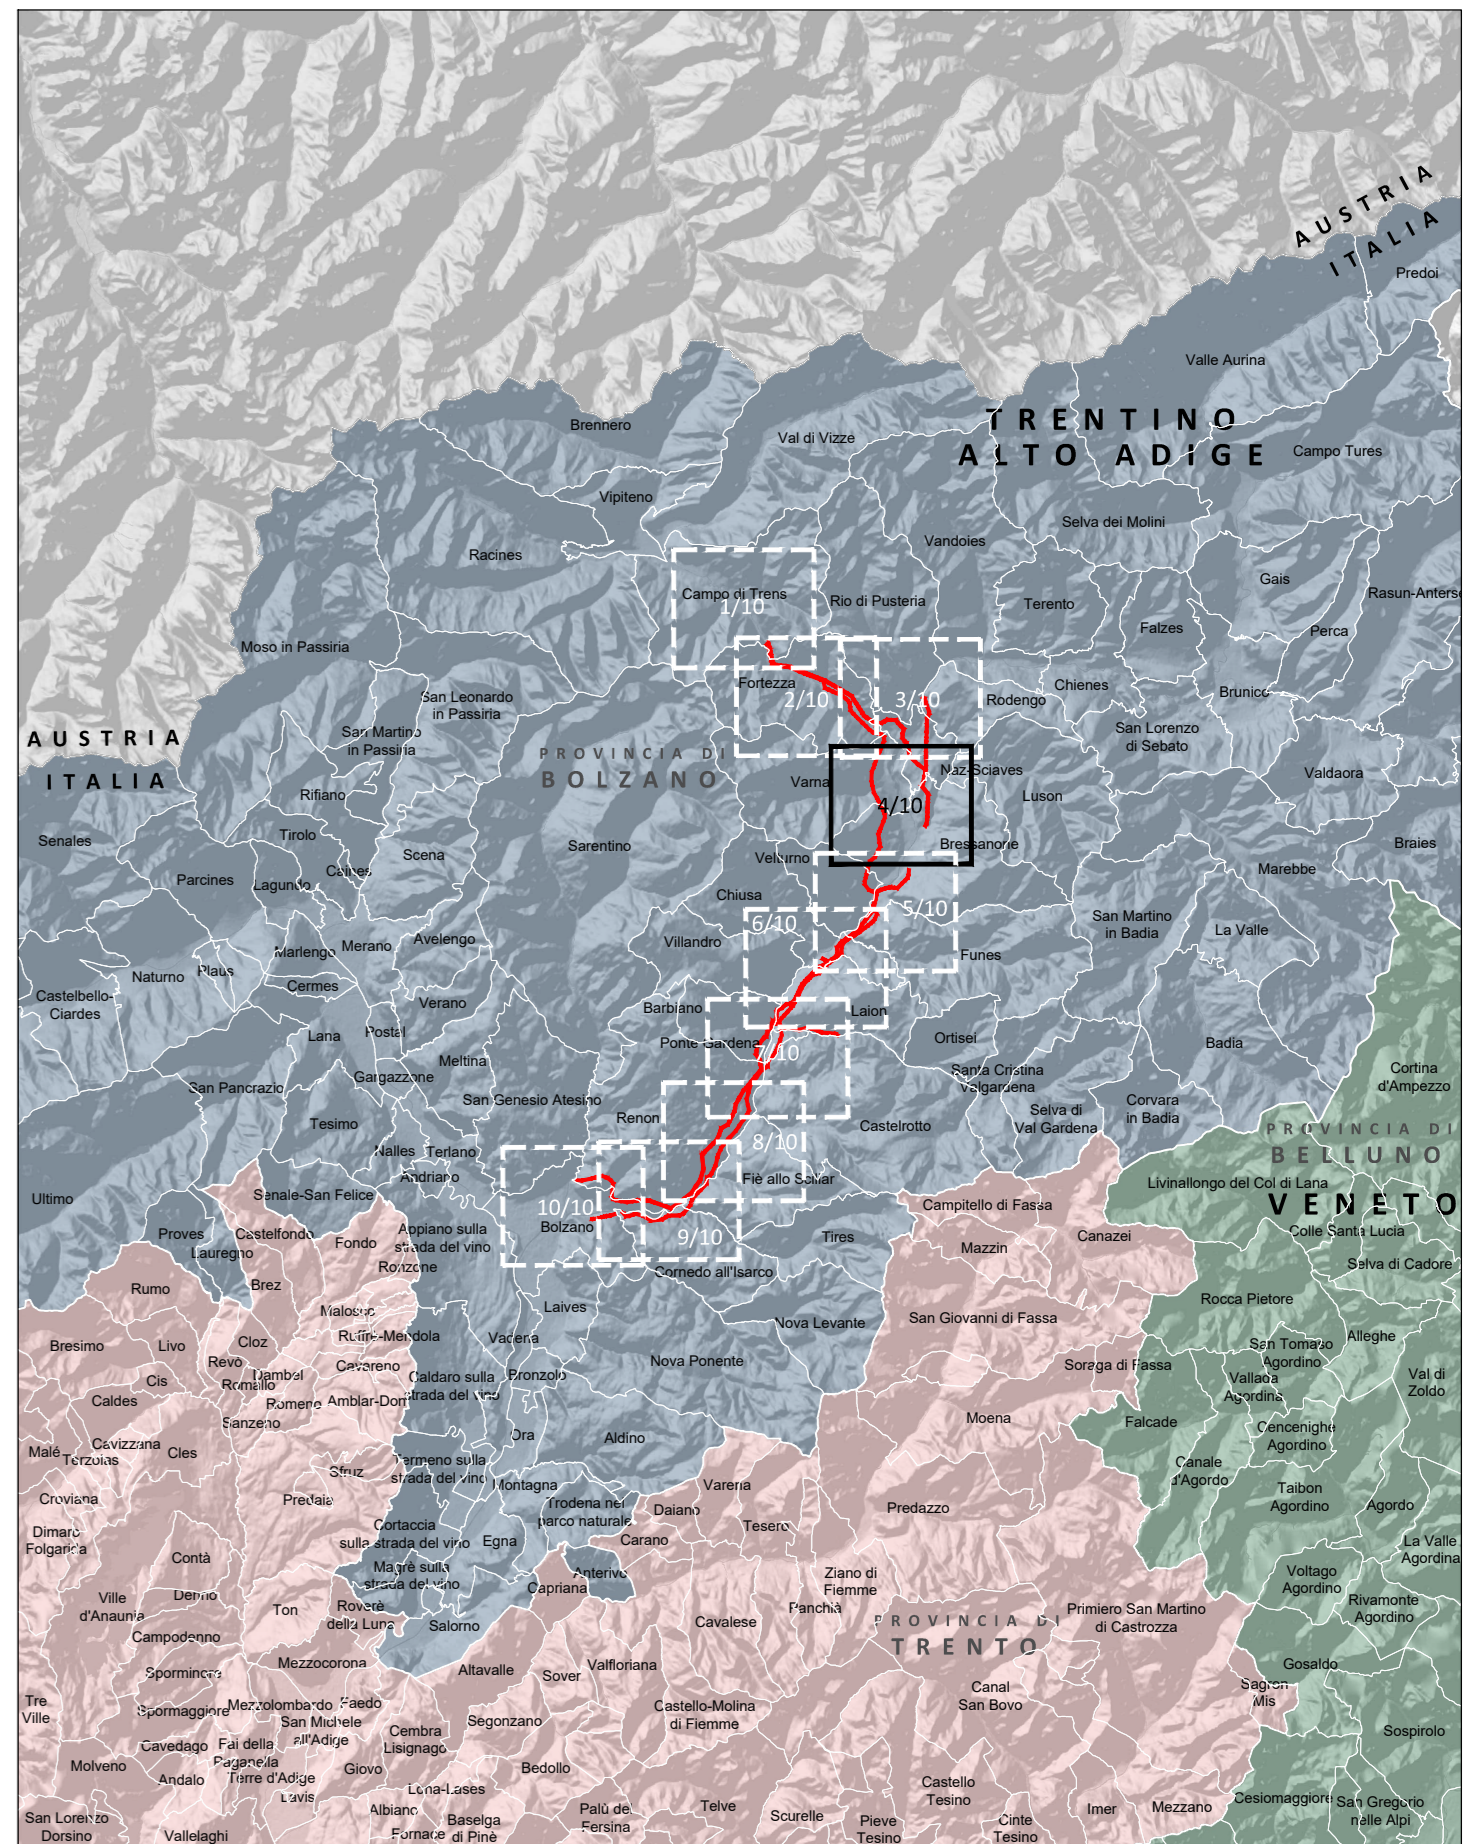 AUSTRIA
ITALIA
Predoi
Valle Aurina
TRENTINO
ALTO ADIGE
Brennero
Val di Vizze
Campo Tures
Vipiteno
Selva dei Molini
Racines
Vandoies
Gais
Campo di Trens
1/10
Rio di Pusteria
Terento
Rasun-Anterse
Falzes
Perca
Moso in Passiria
Fortezza
2/10
3/10
Rodengo
Chienes
Brunico
San Leonardo
in Passiria
San Martino
in Passiria
San Lorenzo
di Sebato
AUSTRIA
ITALIA
PROVINCIA DI
BOLZANO
Varna
Naz-Sciaves
Valdaora
Rifiano
4/10
Luson
Senales
Tirolo
Scena
Sarentino
Velturno
Bressanone
Braies
Parcines
Lagundo
Caines
Chiusa
Marebbe
5/10
6/10
San Martino
in Badia
La Valle
Marlengo
Merano
Avelengo
Villandro
Funes
Naturno
Plaus
Cermes
Castelbello-
Ciardes
Verano
Barbiano
Laion
Lana
Postal
Ponte Gardena
7/10
Ortisei
Badia
Meltina
San Pancrazio
Gargazzone
Santa Cristina
Valgardena
Cortina
d'Ampezzo
San Genesio Atesino
Renon
Selva di
Val Gardena
Corvara
in Badia
Tesimo
Castelrotto
8/10
PROVINCIA DI
BELLUNO
Nalles
Terlano
Andriano
Fiè allo Sciliar
Livinallongo del Col di Lana
VENETO
Ultimo
Senale-San Felice
10/10
Bolzano
9/10
Campitello di Fassa
Colle Santa Lucia
Proves
Castelfondo
Lauregno
Fondo
Appiano sulla
strada del vino
Tires
Mazzin
Canazei
Ronzone
Cornedo all'Isarco
Selva di Cadore
Rumo
Brez
Laives
Rocca Pietore
Malosco
Nova Levante
San Giovanni di Fassa
Bresimo
Livo
Cloz
Ruffrè-Mendola
Vadena
San Tomaso
Agordino
Alleghe
Revò
Cavareno
Nova Ponente
Soraga di Fassa
Cis
Romallo
Dambel
Caldaro sulla
strada del vino
Bronzolo
Vallada
Agordina
Val di
Zoldo
Caldes
Romeno
Amblar-Don
Sanzeno
Moena
Falcade
Cencenighe
Agordino
Malé
Terzolas
Cavizzana
Cles
Ora
Aldino
Sfruz
Termeno sulla
strada del vino
Canale
d'Agordo
Croviana
Predaia
Montagna
Varena
Taibon
Agordino
Agordo
Trodena nel
parco naturale
Daiano
Predazzo
Dimaro
Folgarida
Cortaccia
sulla strada del vino
Egna
Carano
Tesero
La Valle
Agordina
Contà
Magrè sulla
strada del vino
Anterivo
Capriana
Ziano di
Fiemme
Voltago
Agordino
Ville
d'Anaunia
Denno
Ton
Roverè
della Luna
Panchià
Rivamonte
Agordino
Salorno
Cavalese
PROVINCIA DI
TRENTO
Primiero San Martino
di Castrozza
Campodenno
Mezzocorona
Altavalle
Sover
Valfloriana
Gosaldo
Sporminore
Sagron
Mis
Tre
Ville
Spormaggiore
Mezzolombardo
Faedo
San Michele
all'Adige
Segonzano
Castello-Molina
di Fiemme
Canal
San Bovo
Sospirolo
Cembra
Lisignago
Cavedago
Fai della
Paganella
Molveno
Andalo
Terre d'Adige
Giovo
Bedollo
Castello
Tesino
Lavis
Lona-Lases
Cesiomaggiore
San Gregorio
nelle Alpi
San Lorenzo
Dorsino
Vallelaghi
Albiano
Fornace
Baselga
di Pinè
Palù del
Fersina
Telve
Scurelle
Pieve
Tesino
Cinte
Tesino
Imer
Mezzano